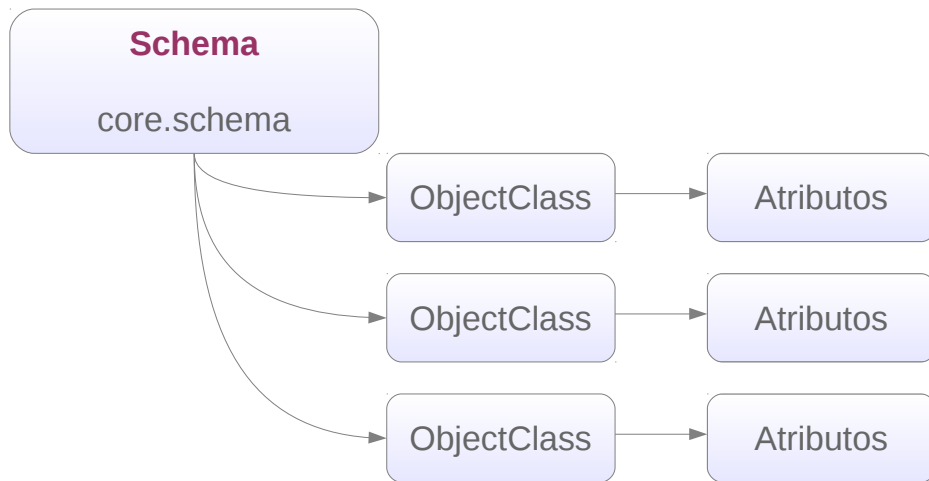 Schema
core.schema
ObjectClass
Atributos
ObjectClass
Atributos
ObjectClass
Atributos